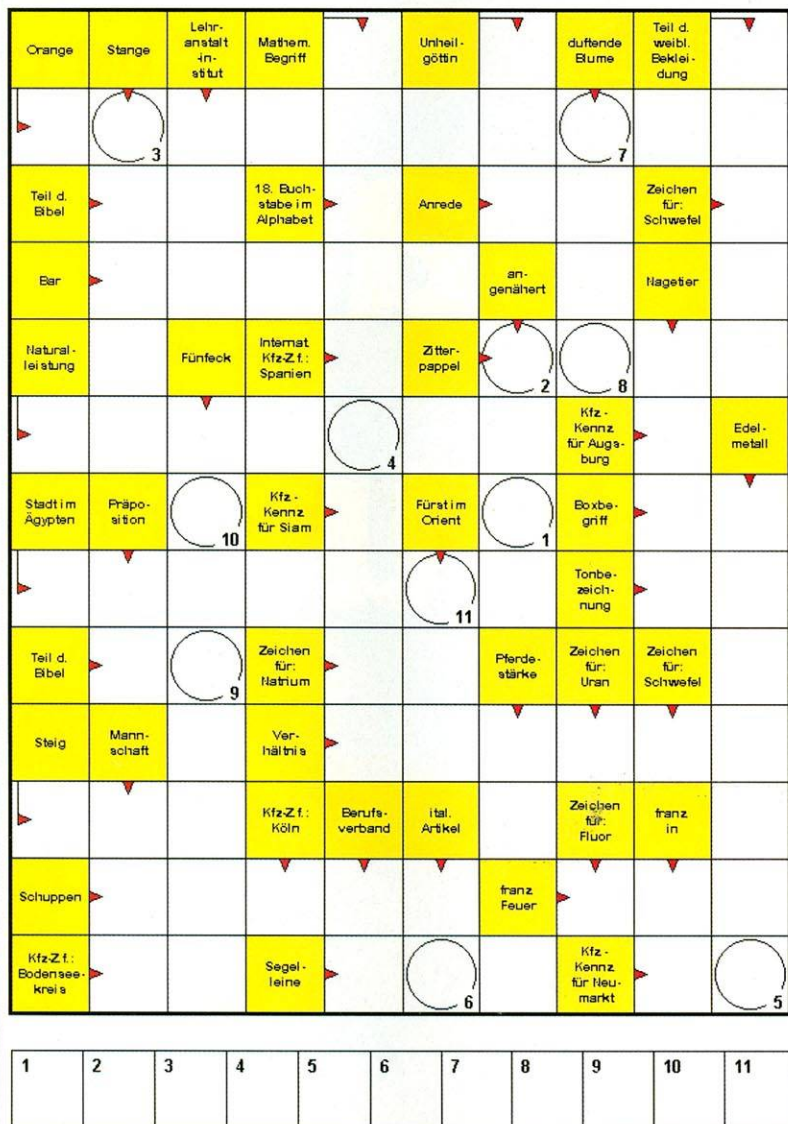 Orange
Stange
Lehr-
anstalt
-in-
stitut
Mathem.
Begriff
Unheil-
göttin
duftende
Blume
Teil d.
weibl.
Beklei-
dung
3
7
Teil d.
Bibel
18. Buch-
stabe im
Alphabet
Anrede
Zeichen
für:
Schwefel
Bar
an-
genähert
Nagetier
Natural-
leistung
Fünfeck
Internat.
Kfz-Z.f.:
Spanien
Zitter-
pappel
2
8
4
Kfz -
Kennz
für Augs-
burg
Edel-
metall
Stadt im
Ägypten
Präpo-
sition
10
Kfz -
Kennz
für Siam
Fürst im
Orient
1
Boxbe-
griff
11
Tonbe-
zeich-
nung
Teil d.
Bibel
9
Zeichen
für:
Natrium
Pferde-
stärke
Zeichen
für:
Uran
Zeichen
für:
Schwefel
Steig
Mann-
schaft
Ver-
hältnis
Kfz-Z.f.:
Köln
Berufs-
verband
ital.
Artikel
Zeichen
für:
Fluor
franz
in
Schuppen
franz
Feuer
Kfz-Z.f.:
Bodensee-
kreis
Segel-
leine
6
Kfz -
Kennz
für Neu-
markt
5
1 2 3 4 5 6 7 8 9 10 11